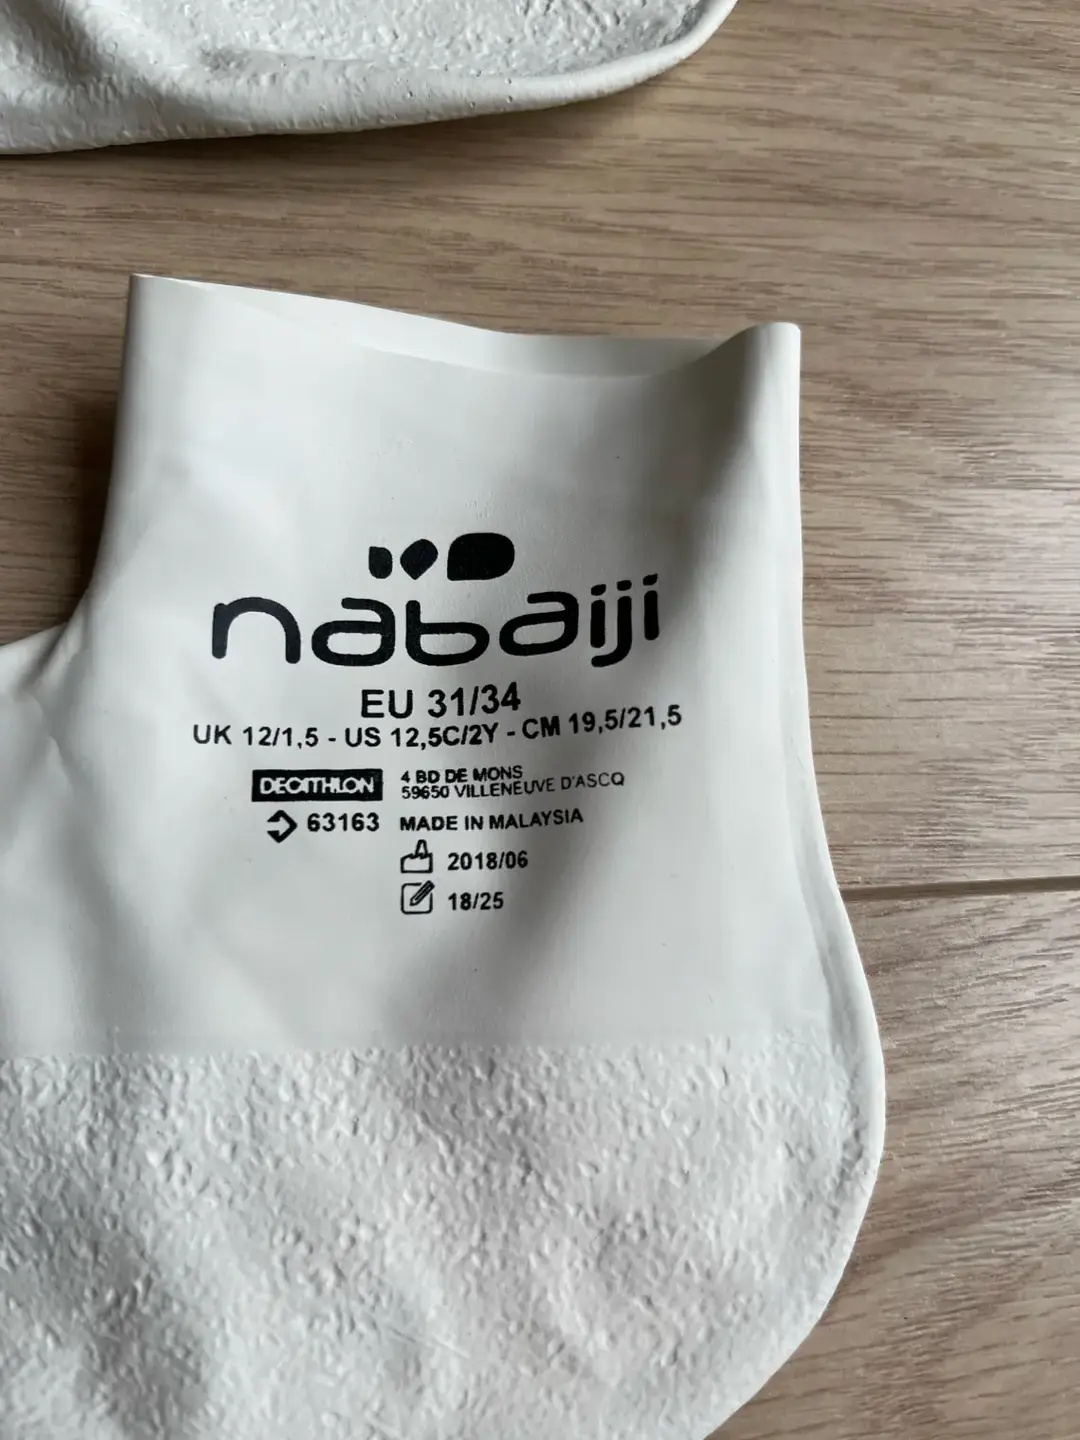 nabaiji
EU 31/34
UK 12/1,5 - US 12,5C/2Y - CM 19,5/21,5
DECATHLON
4 BD DE MONS
59650 VILLENEUVE D'ASCQ
63163
MADE IN MALAYSIA
2018/06
18/25